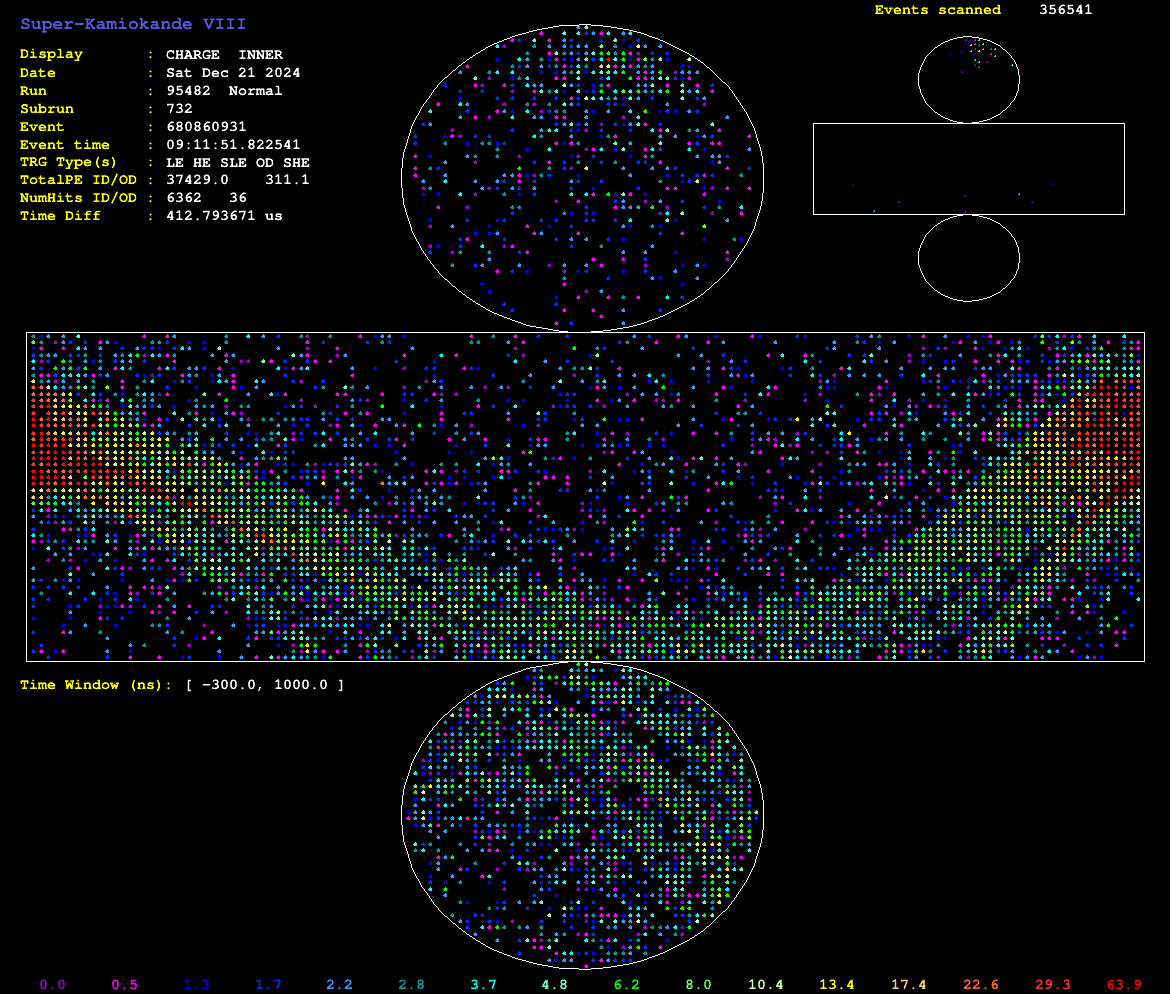 Super-Kamiokande VIII
Events scanned 356541
Display : CHARGE INNER
Date : Sat Dec 21 2024
Run : 95482 Normal
Subrun : 732
Event : 680860931
Event time : 09:11:51.822541
TRG Type(s) : LE HE SLE OD SHE
TotalPE ID/OD : 37429.0 311.1
NumHits ID/OD : 6362 36
Time Diff : 412.793671 us
Time Window (ns): [ -300.0, 1000.0 ]
0.0 0.5 1.3 1.7 2.2 2.8 3.7 4.8 6.2 8.0 10.4 13.4 17.4 22.6 29.3 63.9